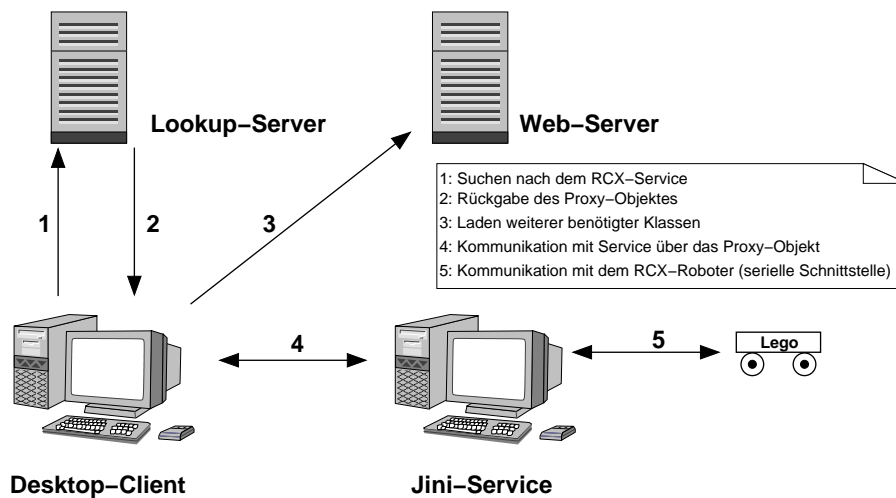 Lookup−Server
Web−Server
1: Suchen nach dem RCX−Service
2: Rückgabe des Proxy−Objektes
3: Laden weiterer benötigter Klassen
4: Kommunikation mit Service über das Proxy−Objekt
5: Kommunikation mit dem RCX−Roboter (serielle Schnittstelle)
1
2
3
4
5
Lego
Desktop−Client
Jini−Service